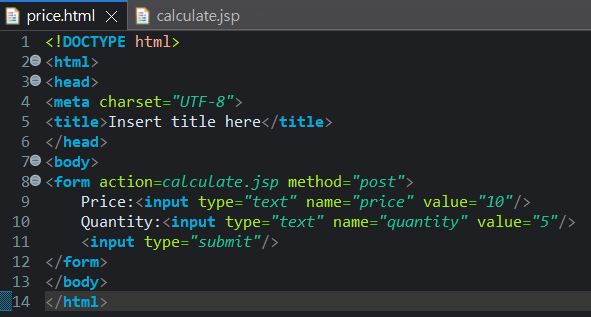 price.html calculate.jsp
1 <!DOCTYPE html>
2 <html>
3 <head>
4 <meta charset="UTF-8">
5 <title>Insert title here</title>
6 </head>
7 <body>
8 <form action=calculate.jsp method="post">
9     Price:<input type="text" name="price" value="10"/>
10     Quantity:<input type="text" name="quantity" value="5"/>
11     <input type="submit"/>
12 </form>
13 </body>
14 </html>